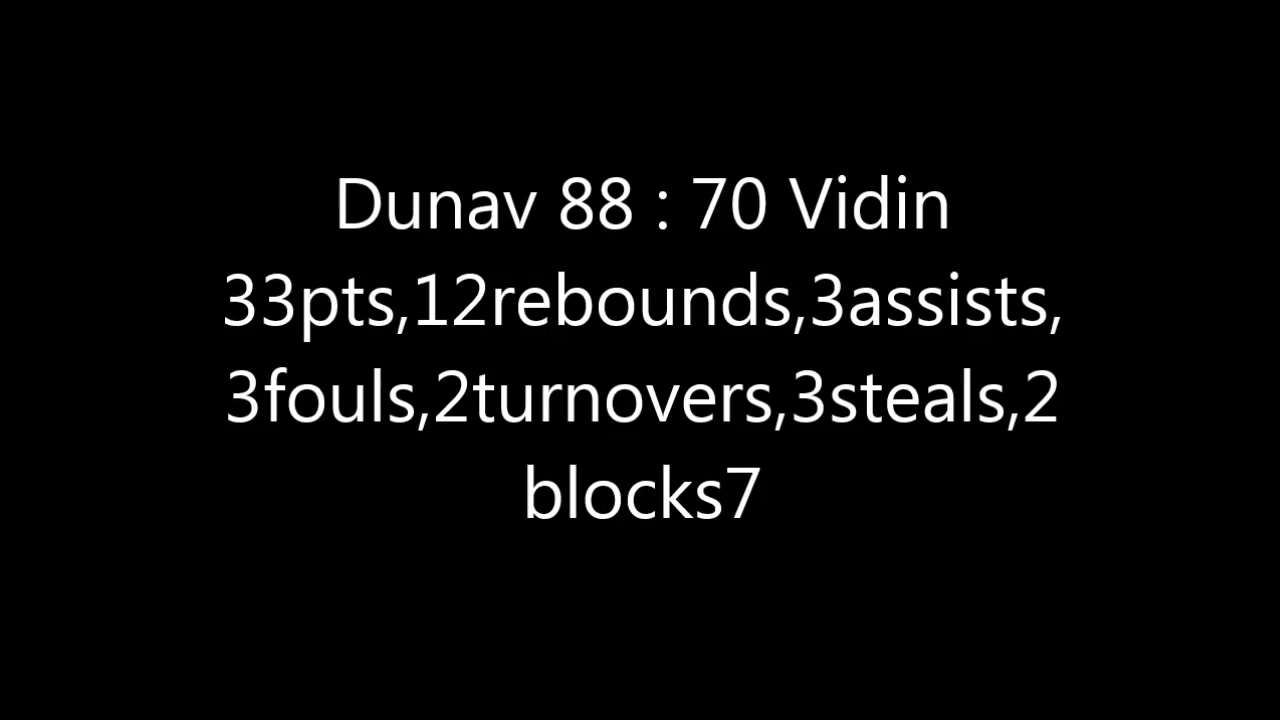 Dunav 88 : 70 Vidin
33pts,12rebounds,3assists,
3fouls,2turnovers,3steals,2
blocks7